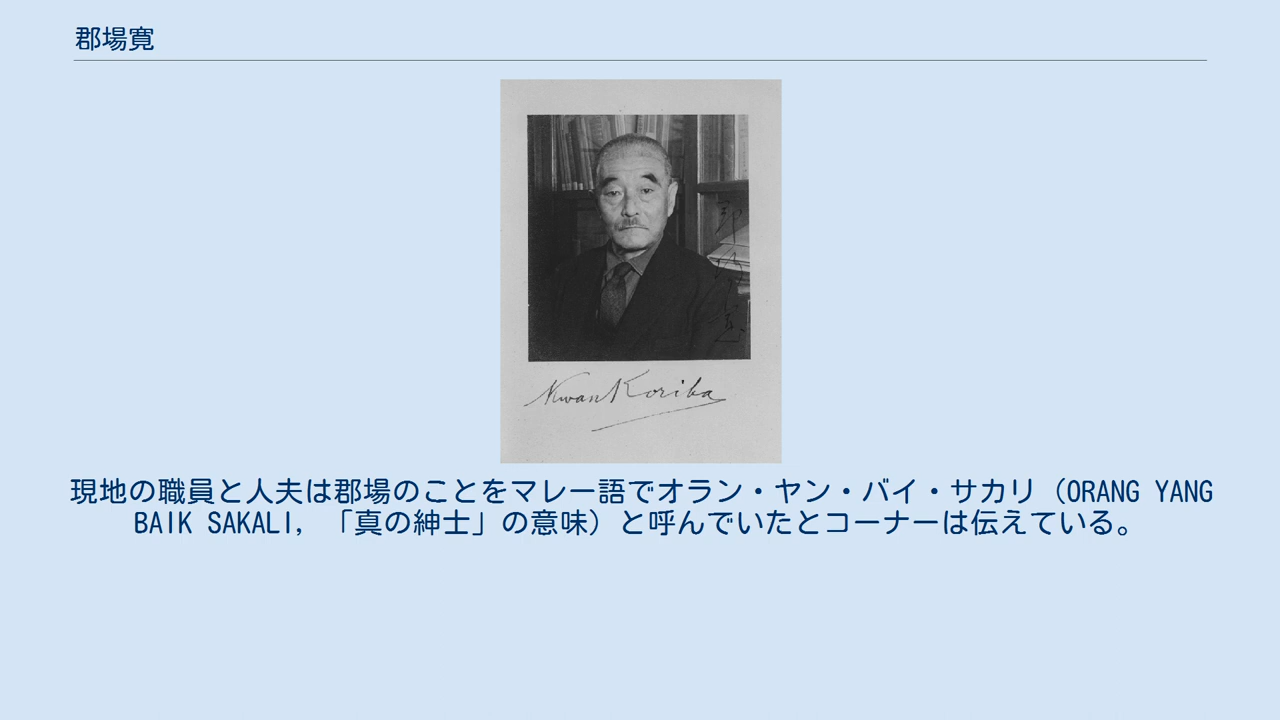 郡場寛
郡場寛
Kwan Koriba
現地の職員と人夫は郡場のことをマレー語でオラン・ヤン・バイ・サカリ（ORANG YANG
BAIK SAKALI，「真の紳士」の意味）と呼んでいたとコーナーは伝えている。